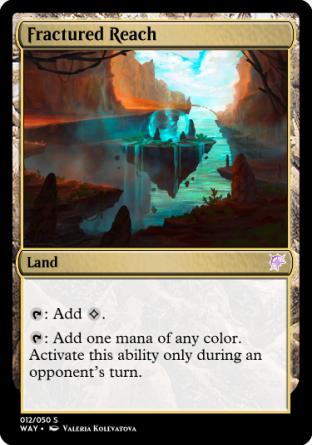 Fractured Reach
Land
: Add .
: Add one mana of any color.
Activate this ability only during an
opponent's turn.
012/050 S
WAY • Valeria Kolevatova